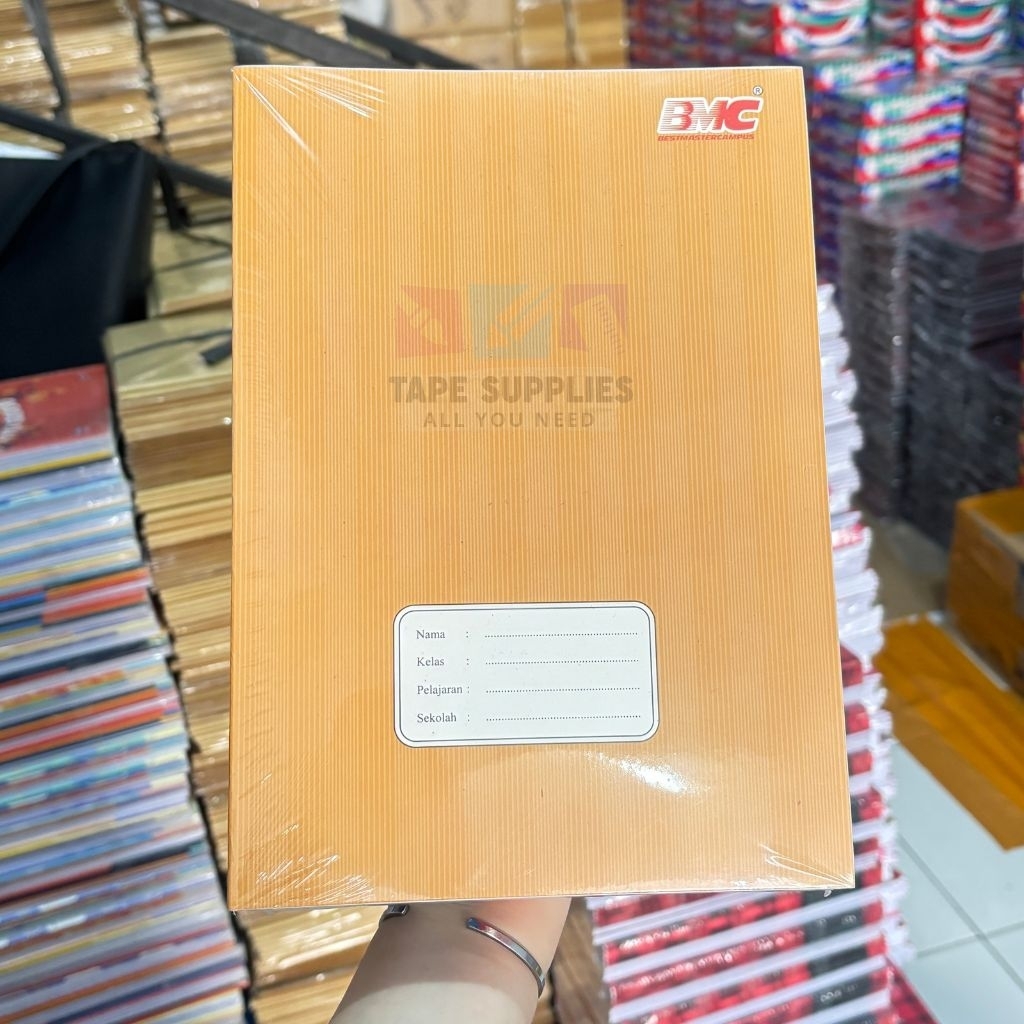 BMC®
BESTMASTERCAMPUS
TAPE SUPPLIES
ALL YOU NEED
Nama : ........................................................
Kelas : ........................................................
Pelajaran : ........................................................
Sekolah : ........................................................